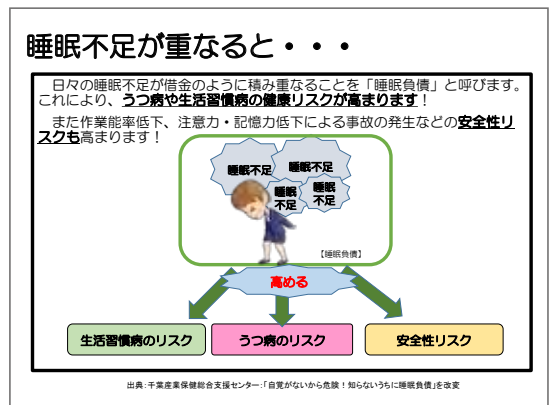 睡眠不足が重なると・・・
日々の睡眠不足が借金のように積み重なることを「睡眠負債」と呼びます。
これにより、うつ病や生活習慣病の健康リスクが高まります！
また作業能率低下、注意力・記憶力低下による事故の発生などの安全性リ
スクも高まります！
睡眠不足
睡眠不足
睡眠
不足
睡眠
不足
【睡眠負債】
高める
生活習慣病のリスク
うつ病のリスク
安全性リスク
出典：千葉産業保健総合支援センター：「自覚がないから危険！知らないうちに睡眠負債」を改変